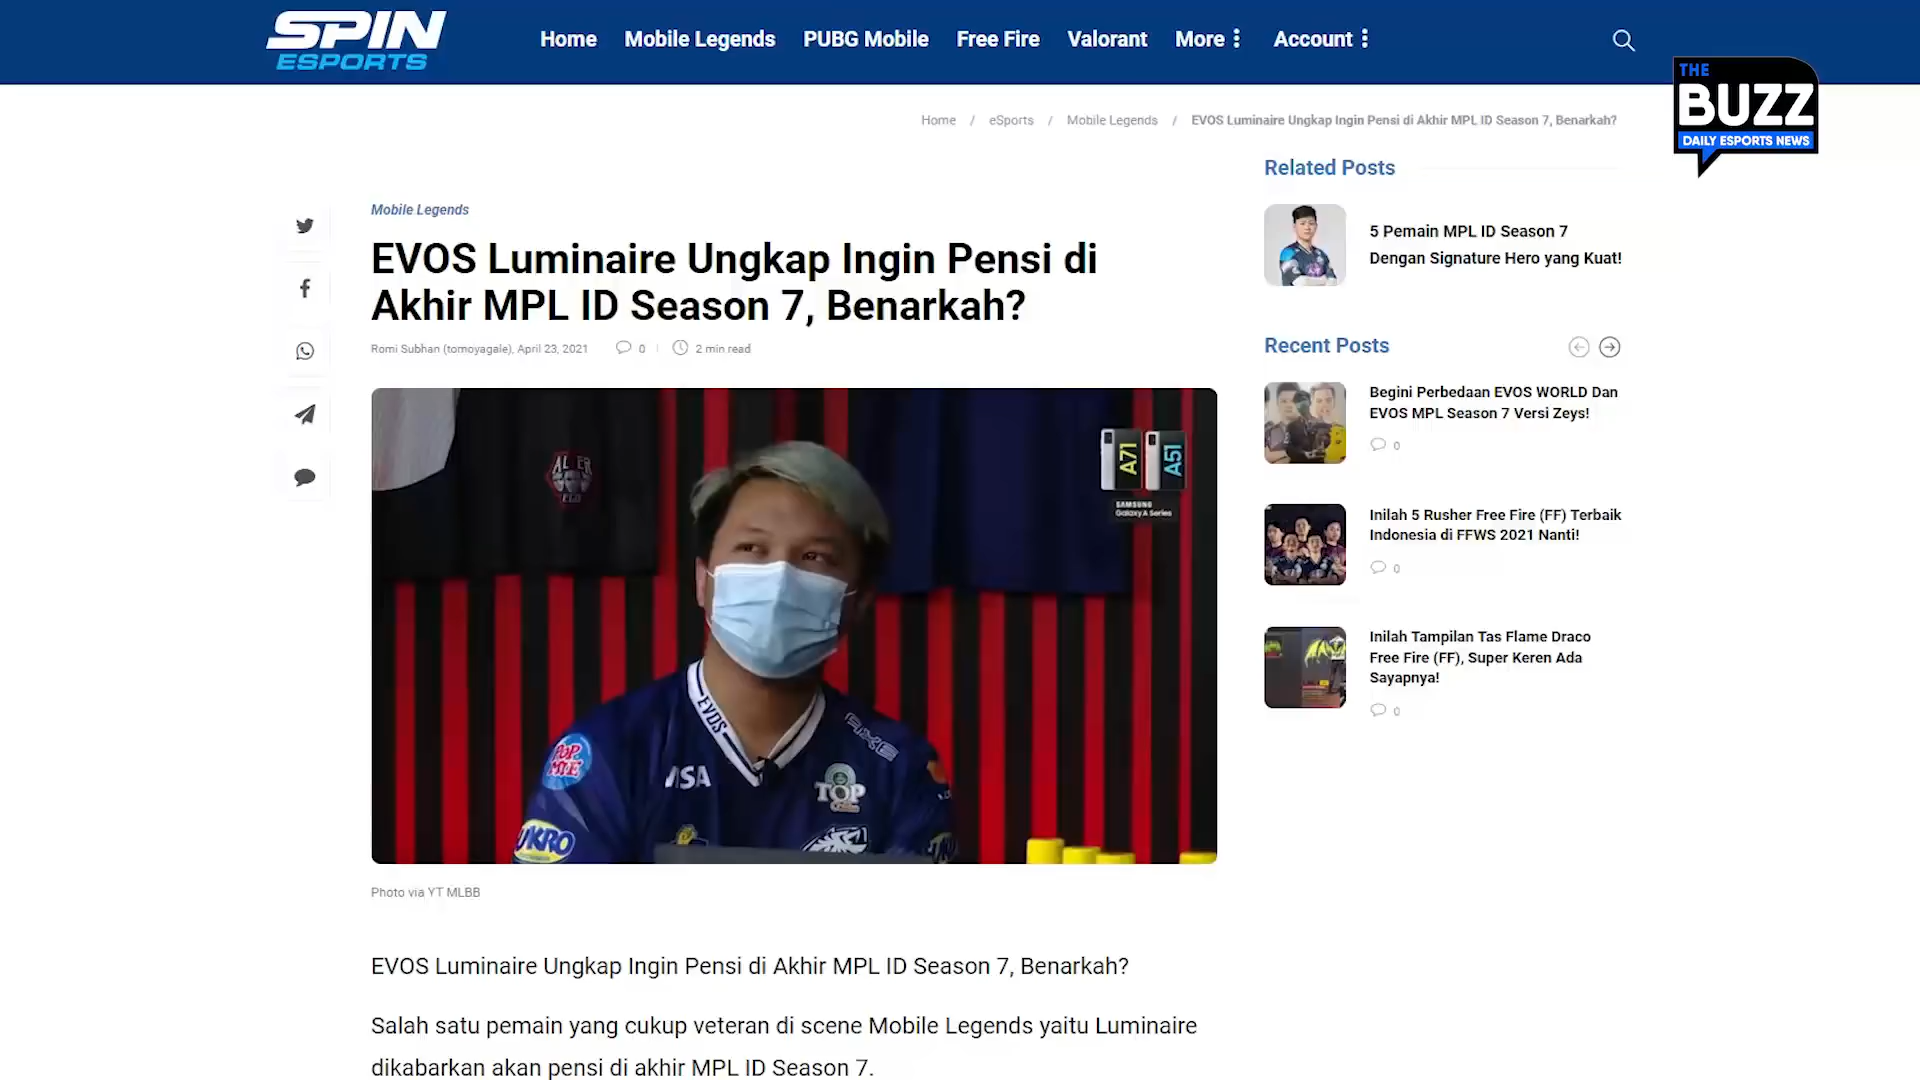 SPIN
ESPORTS
Home
Mobile Legends
PUBG Mobile
Free Fire
Valorant
More
Account
THE
BUZZ
DAILY ESPORTS NEWS
Home / eSports / Mobile Legends / EVOS Luminaire Ungkap Ingin Pensi di Akhir MPL ID Season 7, Benarkah?
Mobile Legends
EVOS Luminaire Ungkap Ingin Pensi di
Akhir MPL ID Season 7, Benarkah?
Romi Subhan (tomoyagale), April 23, 2021
0
2 min read
A71
A51
SAMSUNG
Galaxy A Series
EVOS
AXE
POP
MIE
VISA
TOP
UKRO
Photo via YT MLBB
EVOS Luminaire Ungkap Ingin Pensi di Akhir MPL ID Season 7, Benarkah?
Salah satu pemain yang cukup veteran di scene Mobile Legends yaitu Luminaire
dikabarkan akan pensi di akhir MPL ID Season 7.
Related Posts
5 Pemain MPL ID Season 7
Dengan Signature Hero yang Kuat!
Recent Posts
Begini Perbedaan EVOS WORLD Dan
EVOS MPL Season 7 Versi Zeys!
0
Inilah 5 Rusher Free Fire (FF) Terbaik
Indonesia di FFWS 2021 Nanti!
0
Inilah Tampilan Tas Flame Draco
Free Fire (FF), Super Keren Ada
Sayapnya!
0